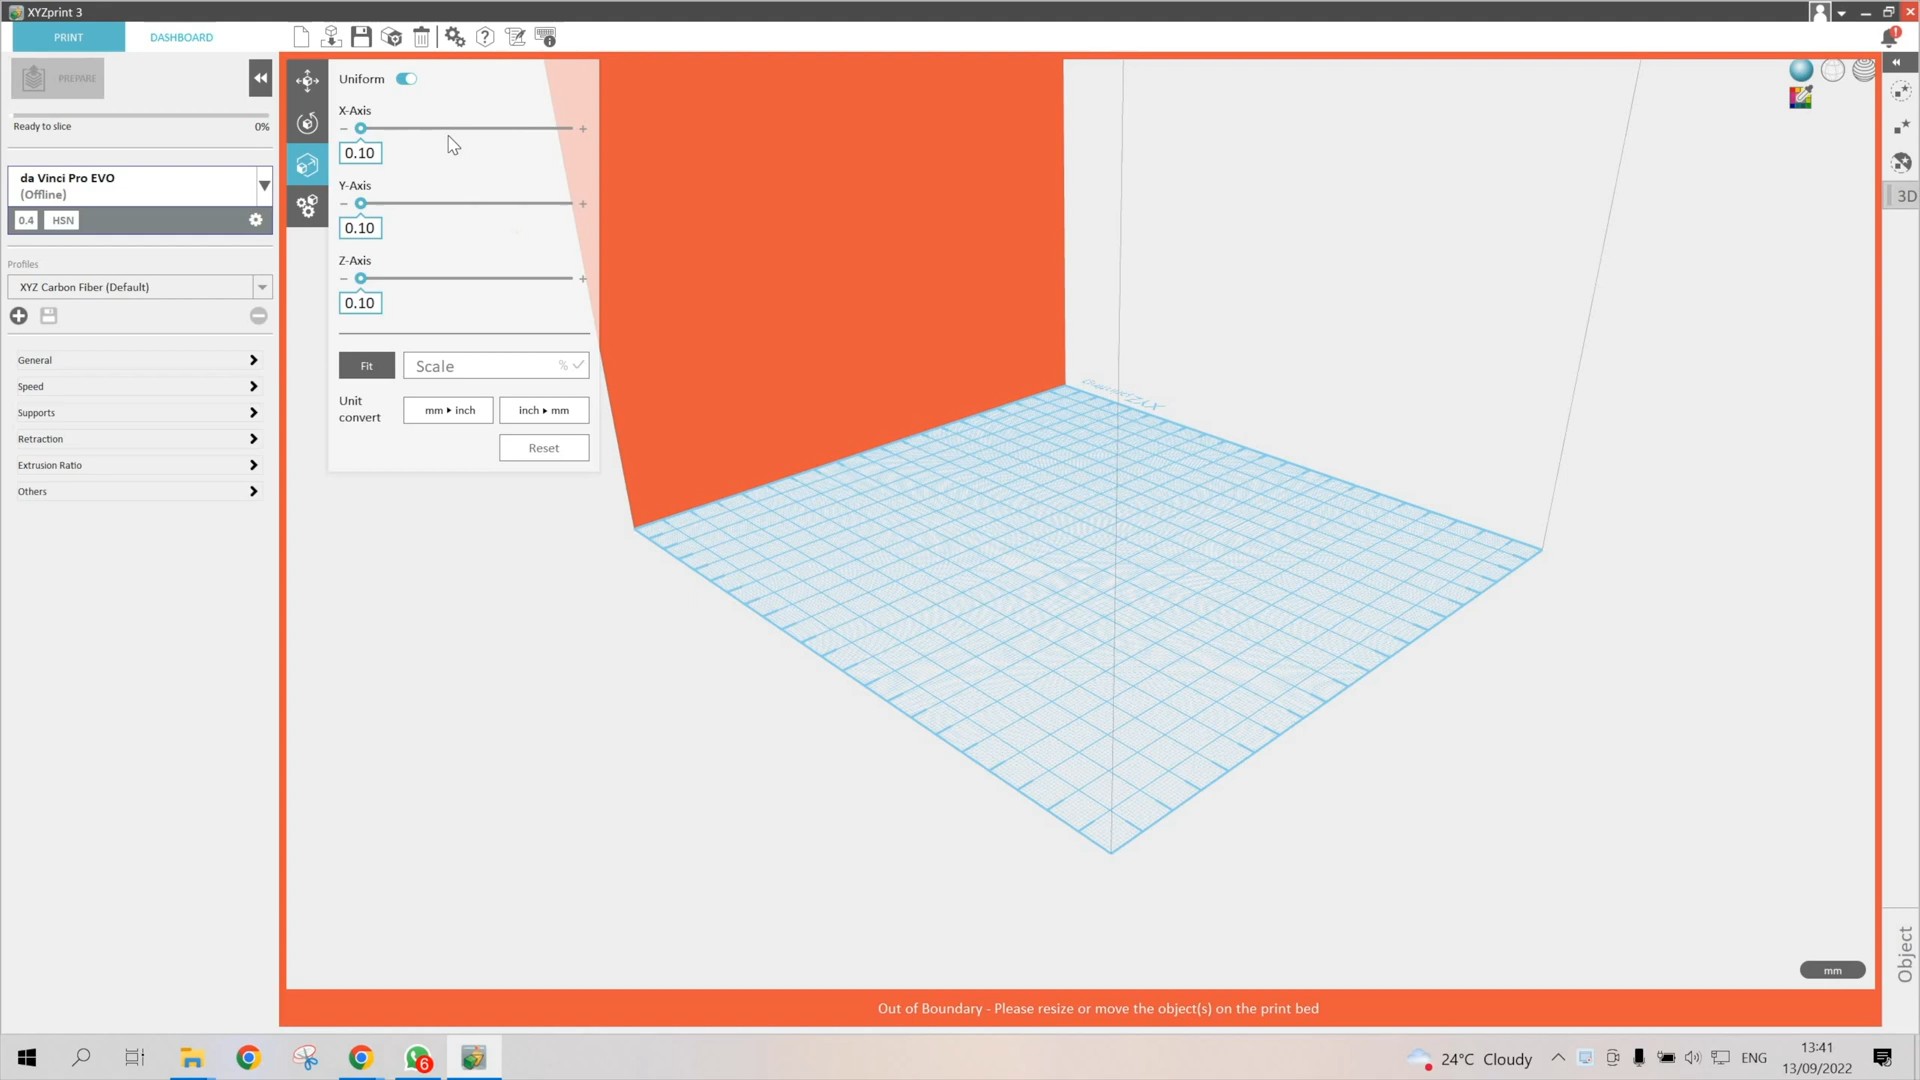 XYZprint 3
PRINT
DASHBOARD
PREPARE
Ready to slice 0%
da Vinci Pro EVO
(Offline)
0.4 HSN
Profiles
XYZ Carbon Fiber (Default)
General
Speed
Supports
Retraction
Extrusion Ratio
Others
Uniform
X-Axis
− +
0.10
Y-Axis
− +
0.10
Z-Axis
− +
0.10
Fit Scale %
Unit convert mm ▸ inch inch ▸ mm
Reset
3D
Object
mm
Out of Boundary - Please resize or move the object(s) on the print bed
6
24°C Cloudy
ENG
13:41
13/09/2022